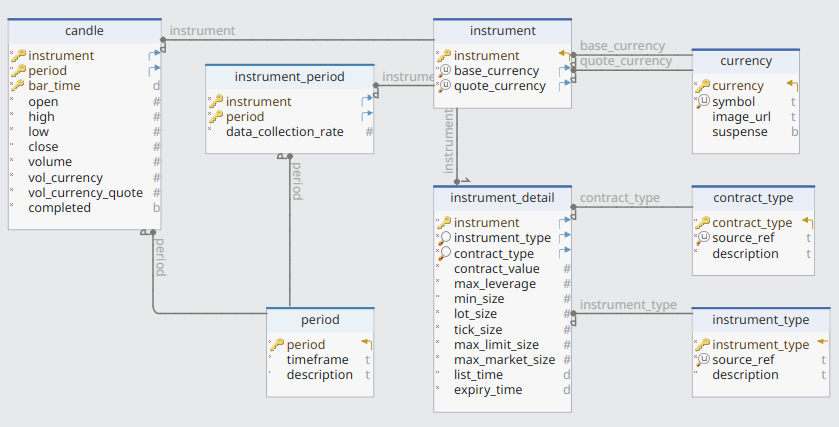 candle
instrument
period
bar_time d
open #
high #
low #
close #
volume #
vol_currency #
vol_currency_quote #
completed b
instrument
instrument_period
instrument
period
data_collection_rate #
instrume
period
period
period
period
timeframe t
description t
instrument
instrument
base_currency
quote_currency
base_currency
quote_currency
currency
currency
symbol t
image_url t
suspense b
instrument
instrument_detail
instrument
instrument_type
contract_type
contract_value #
max_leverage #
min_size #
lot_size #
tick_size #
max_limit_size #
max_market_size #
list_time d
expiry_time d
contract_type
contract_type
contract_type
source_ref t
description t
instrument_type
instrument_type
instrument_type
source_ref t
description t